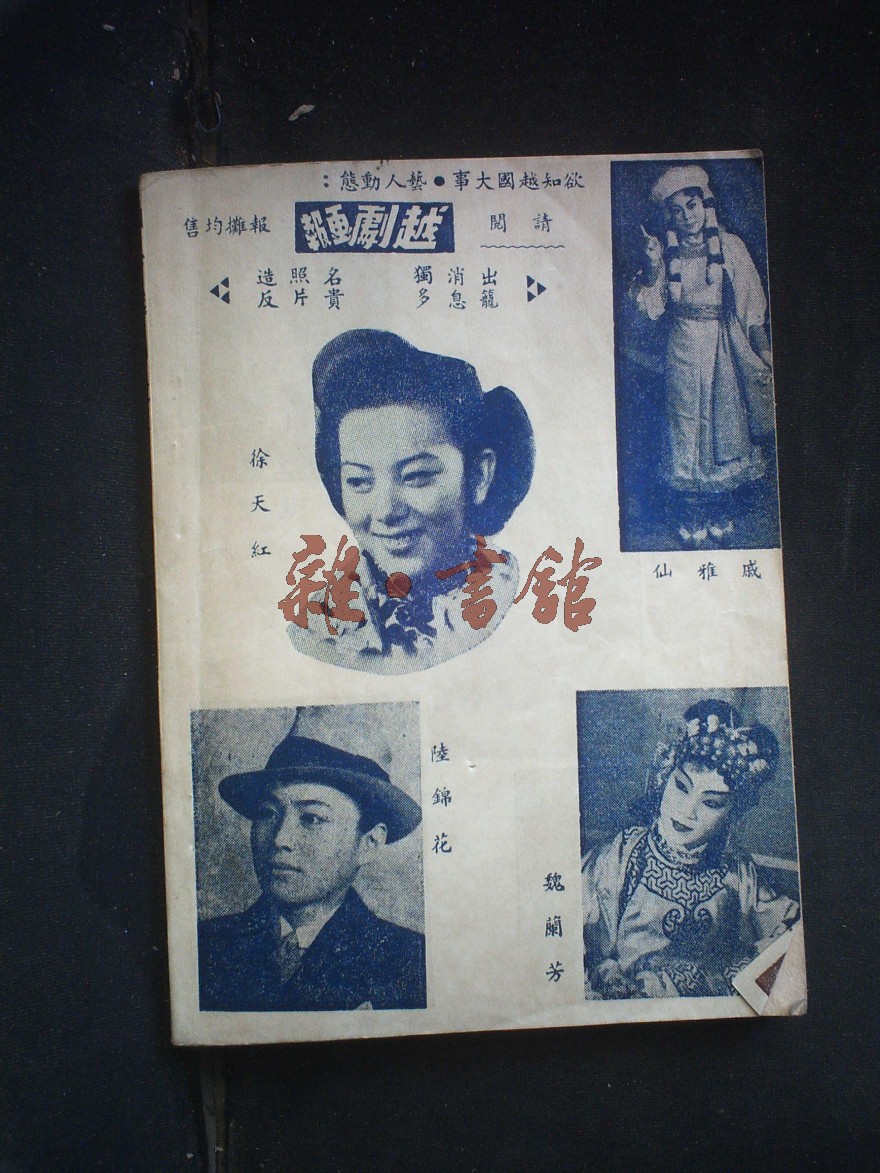 欲知越國大事●藝人動態：
請閱
越劇畫報
報攤均售
出籠消息獨多
名貴照片造反
戚雅仙
徐天紅
陸錦花
魏蘭芳
雜·書館